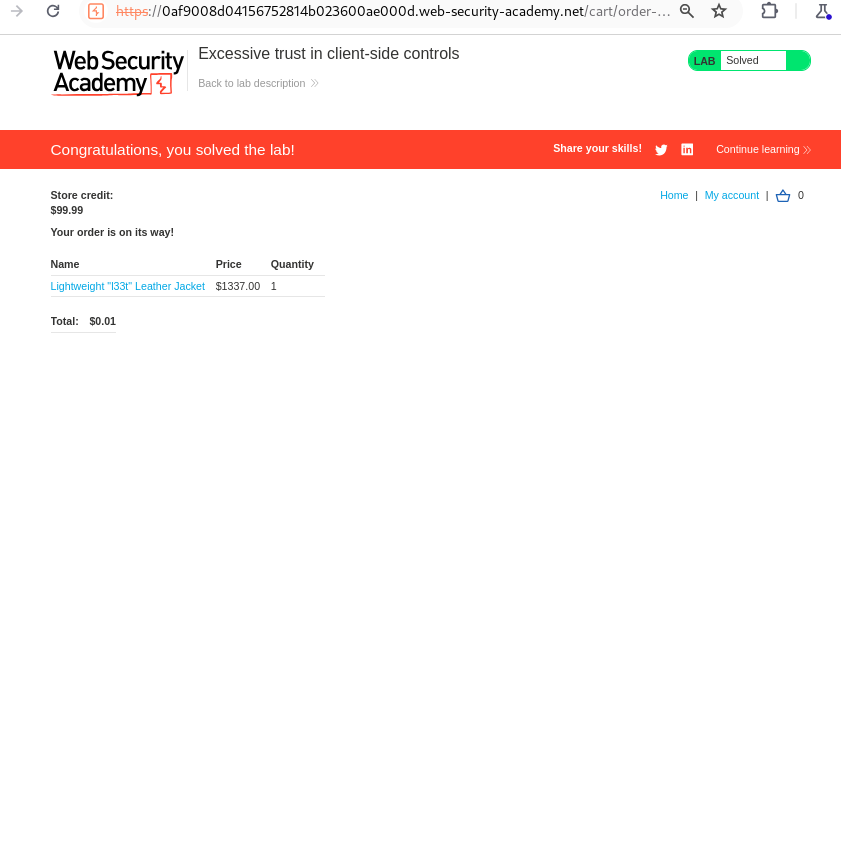 https://0af9008d04156752814b023600ae000d.web-security-academy.net/cart/order-...
Web Security
Academy
Excessive trust in client-side controls
Back to lab description
LAB Solved
Congratulations, you solved the lab!
Share your skills!
Continue learning
Store credit:
$99.99
Home | My account | 0
Your order is on its way!
Name Price Quantity
Lightweight "l33t" Leather Jacket $1337.00 1
Total: $0.01